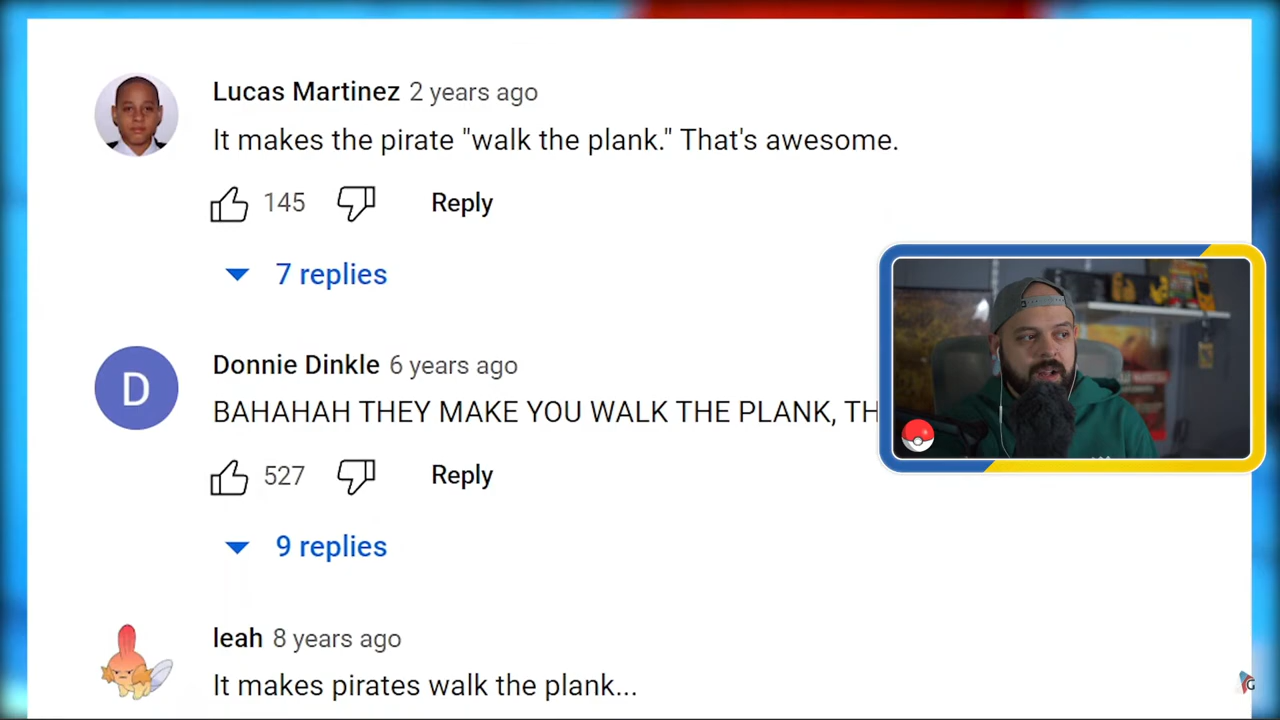 Lucas Martinez 2 years ago
It makes the pirate "walk the plank." That's awesome.
145 Reply
7 replies
D
Donnie Dinkle 6 years ago
BAHAHAH THEY MAKE YOU WALK THE PLANK, TH
527 Reply
9 replies
leah 8 years ago
It makes pirates walk the plank...
G